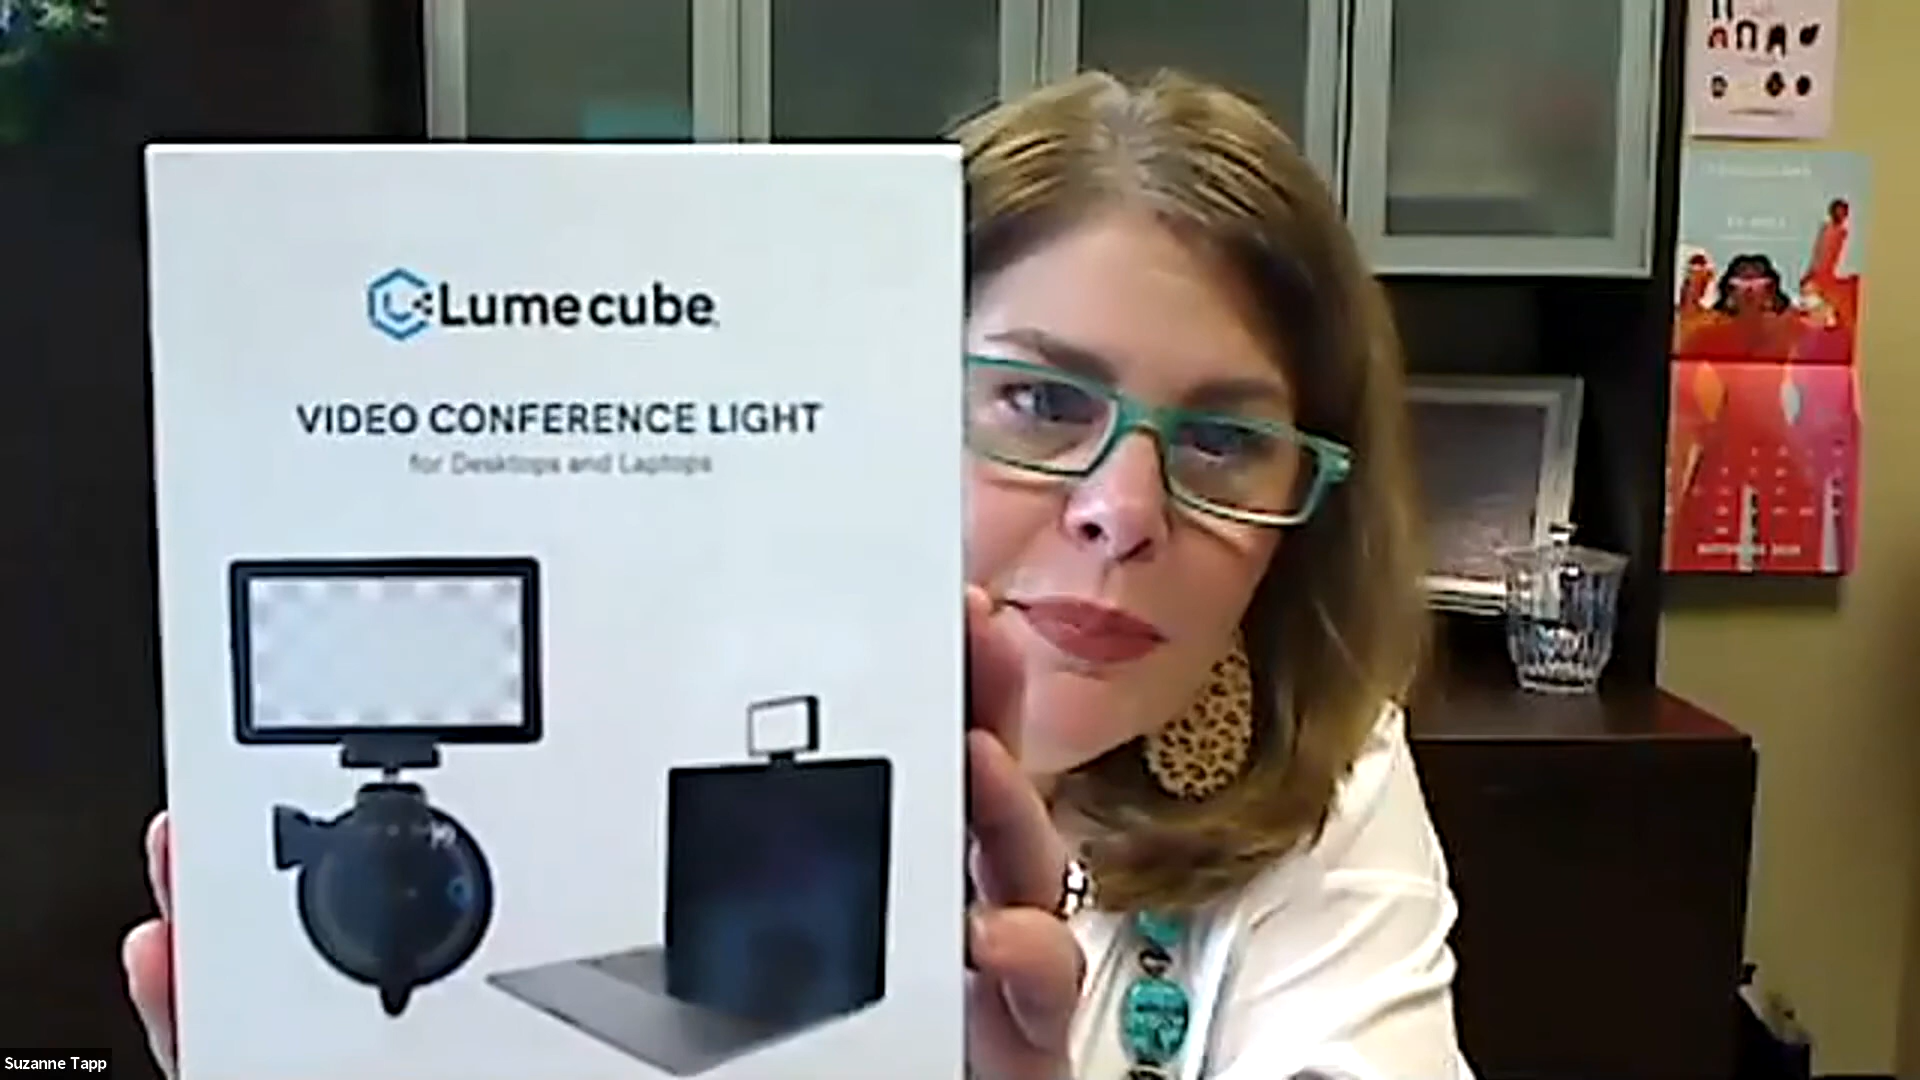 Lumecube
VIDEO CONFERENCE LIGHT
for Desktops and Laptops
Suzanne Tapp